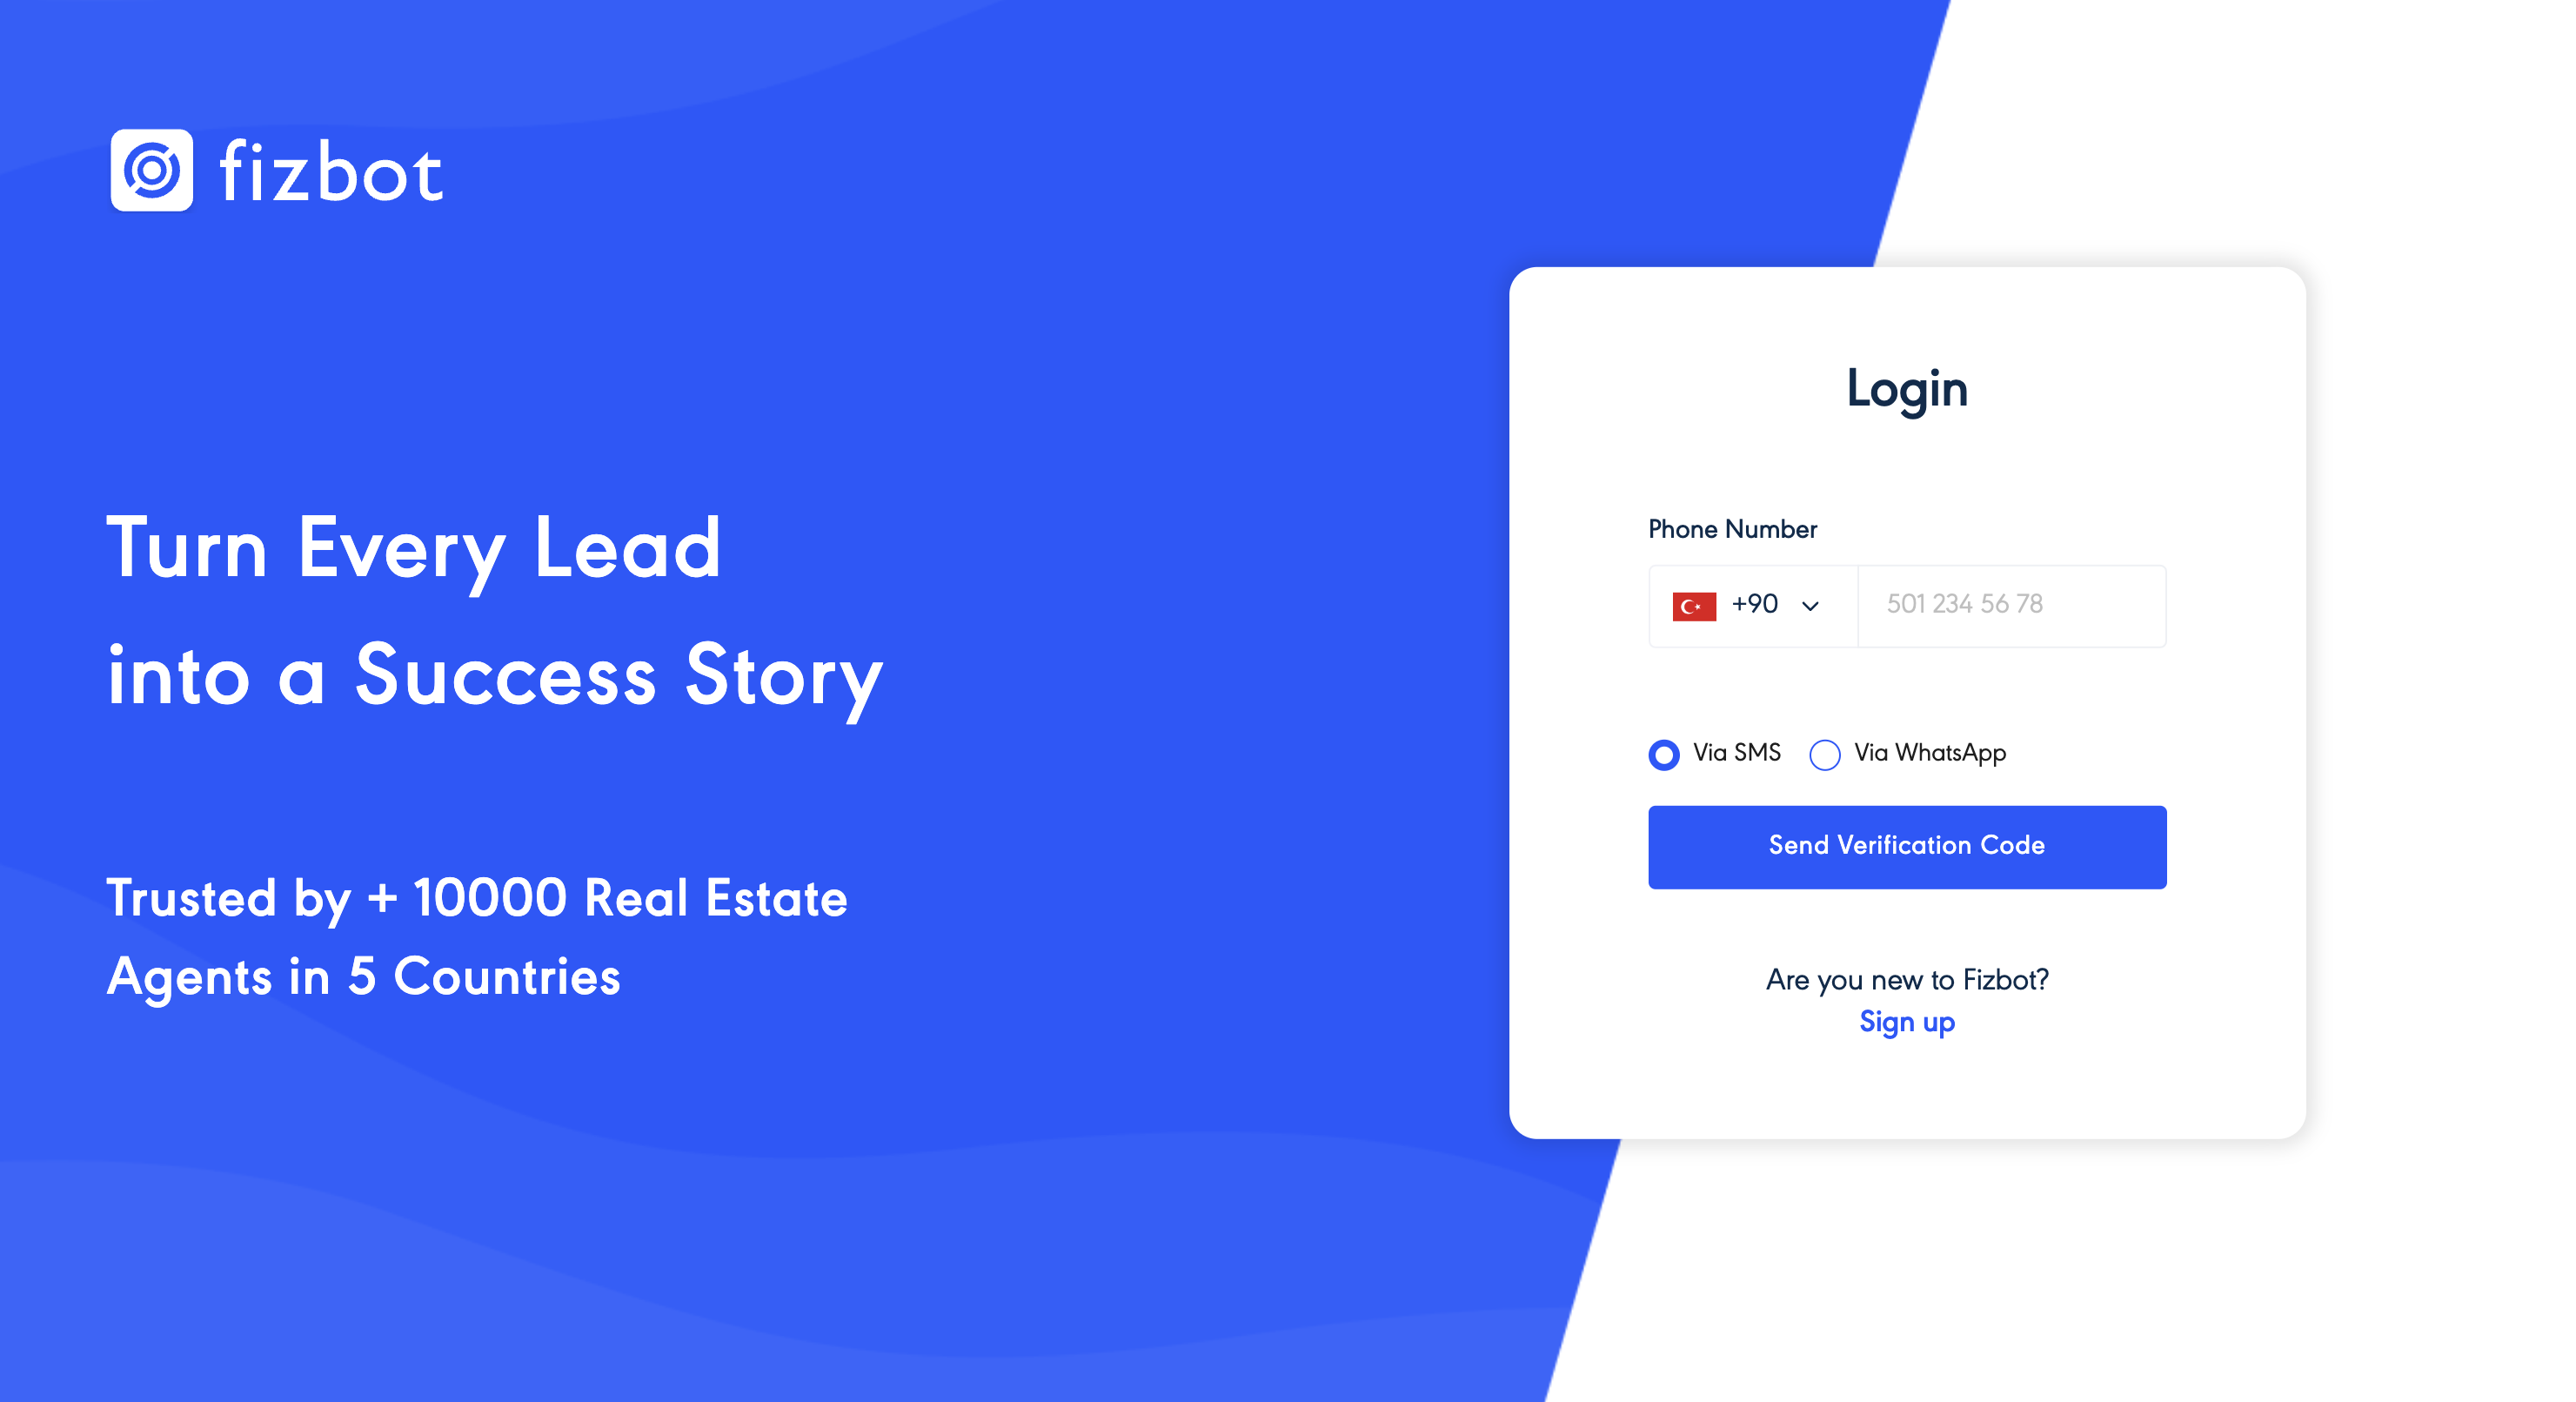 fizbot
Turn Every Lead
into a Success Story
Trusted by + 10000 Real Estate
Agents in 5 Countries
Login
Phone Number
+90 501 234 56 78
Via SMS Via WhatsApp
Send Verification Code
Are you new to Fizbot?
Sign up